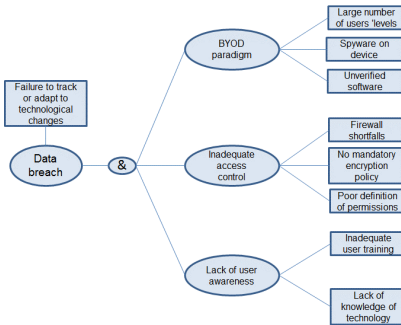 Failure to track
or adapt to
technological
changes
Data
breach
&
BYOD
paradigm
Large number
of users 'levels
Spyware on
device
Unverified
software
Inadequate
access
control
Firewall
shortfalls
No mandatory
encryption
policy
Poor definition
of permissions
Lack of user
awareness
Inadequate
user training
Lack of
knowledge of
technology